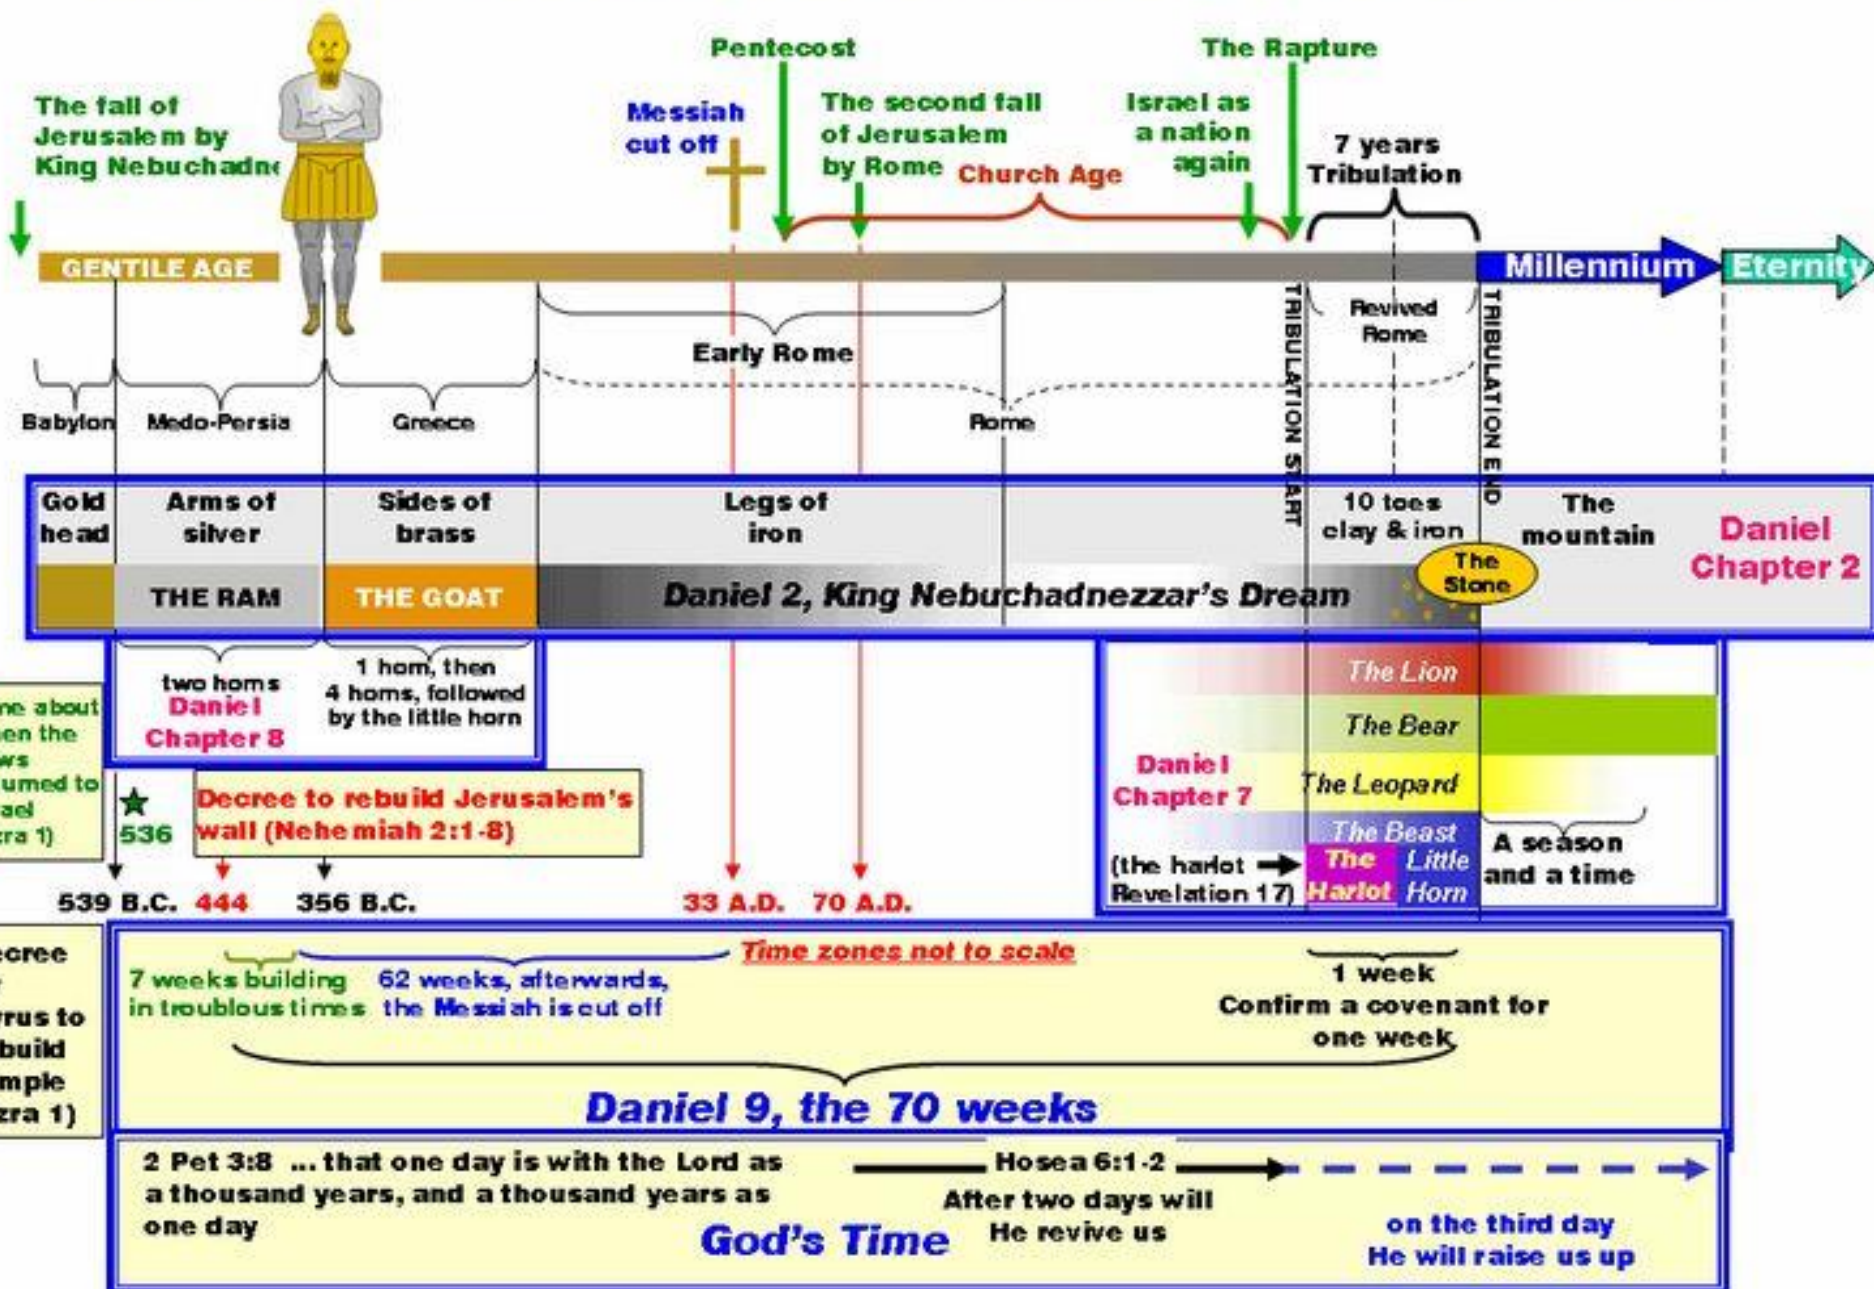 Pentecost
The Rapture
The fall of
Jerusalem by
King
Messiah
cut off
The second fall
of Jerusalem
by Rome
Church Age
Israel as
a nation
again
7 years
Tribulation
GENTILE AGE
Millennium
Eternity
TRIBULATION START
Revived
Rome
TRIBULATION END
Early Rome
Babylon
Medo-Persia
Greece
Rome
Gold
head
Arms of
silver
Sides of
brass
Legs of
iron
10 toes
clay & iron
The
mountain
Daniel
Chapter 2
THE RAM
THE GOAT
Daniel 2, King Nebuchadnezzar's Dream
The
Stone
two horns
Daniel
Chapter 8
1 horn, then
4 horns, followed
by the little horn
The Lion
The Bear
The Leopard
The Beast
Daniel
Chapter 7
(the harlot
Revelation 17)
The
Harlot
Little
Horn
A season
and a time
about
the
to
1)
536
Decree to rebuild Jerusalem's
wall (Nehemiah 2:1-8)
539 B.C.
444
356 B.C.
33 A.D.
70 A.D.
to
1)
7 weeks building
in troublous times
62 weeks, afterwards,
the Messiah is cut off
Time zones not to scale
1 week
Confirm a covenant for
one week
Daniel 9, the 70 weeks
2 Pet 3:8 ... that one day is with the Lord as
a thousand years, and a thousand years as
one day
God's Time
Hosea 6:1-2
After two days will
He revive us
on the third day
He will raise us up